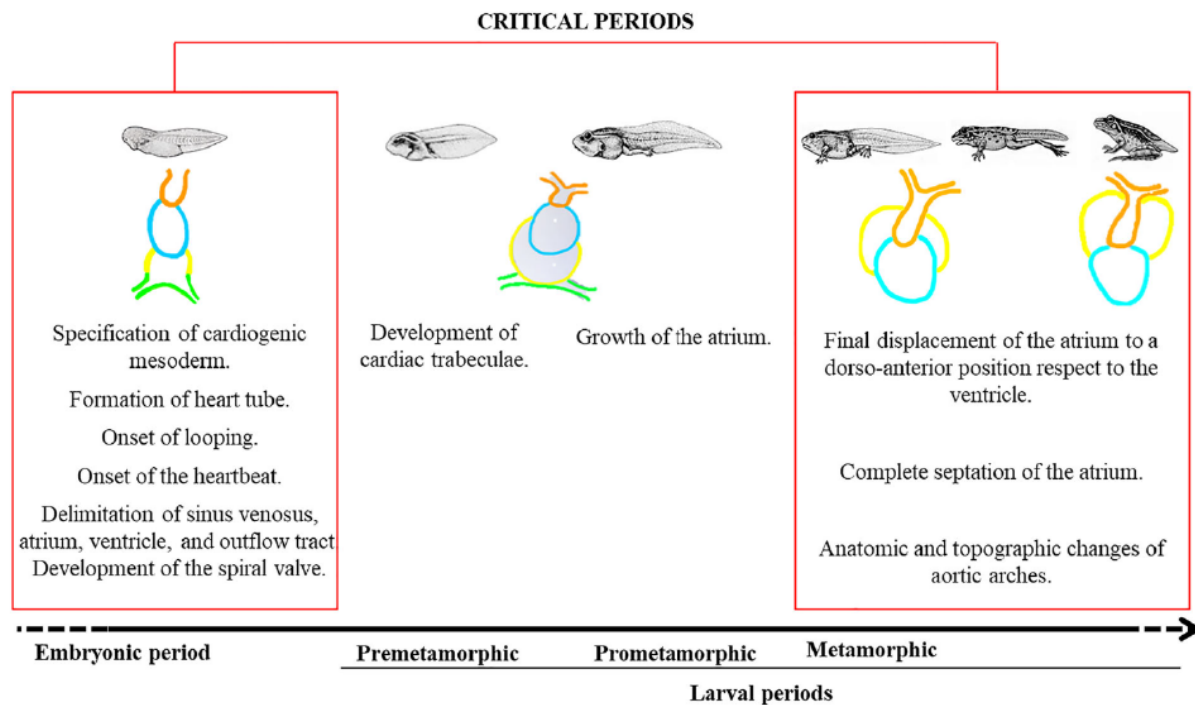 CRITICAL PERIODS
Specification of cardiogenic
mesoderm.
Formation of heart tube.
Onset of looping.
Onset of the heartbeat.
Delimitation of sinus venosus,
atrium, ventricle, and outflow tract.
Development of the spiral valve.
Development of
cardiac trabeculae.
Growth of the atrium.
Final displacement of the atrium to a
dorso-anterior position respect to the
ventricle.
Complete septation of the atrium.
Anatomic and topographic changes of
aortic arches.
Embryonic period
Premetamorphic
Prometamorphic
Metamorphic
Larval periods